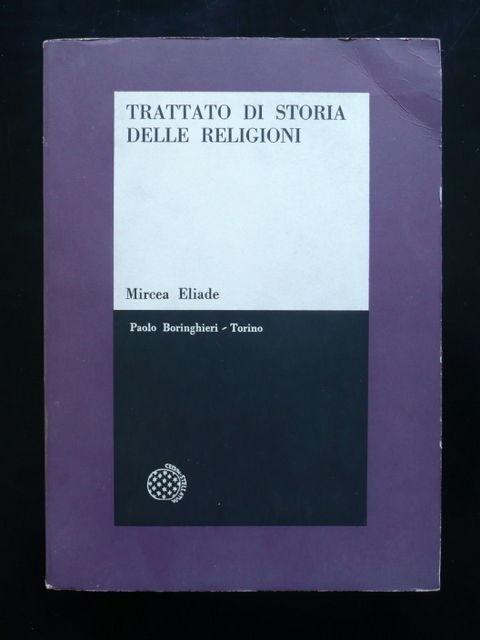 TRATTATO DI STORIA
DELLE RELIGIONI
Mircea Eliade
Paolo Boringhieri - Torino